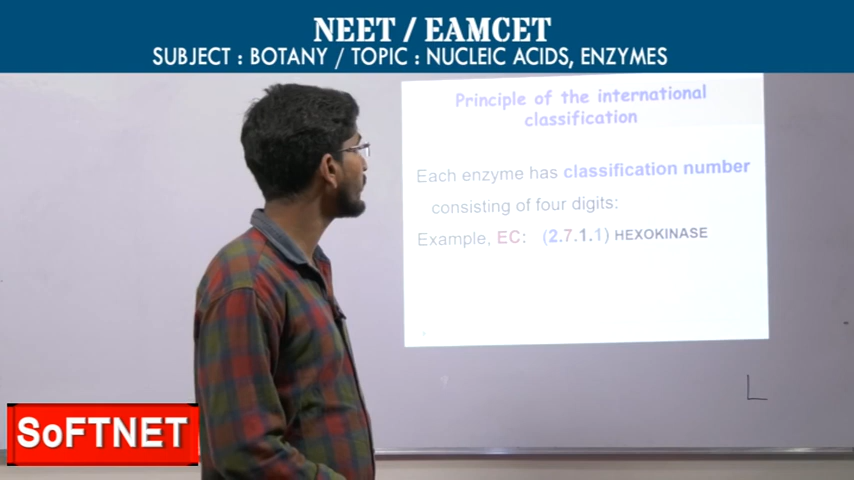 NEET / EAMCET
SUBJECT : BOTANY / TOPIC : NUCLEIC ACIDS, ENZYMES
Principle of the international
classification
Each enzyme has classification number
consisting of four digits:
Example, EC: (2.7.1.1) HEXOKINASE
SoFTNET